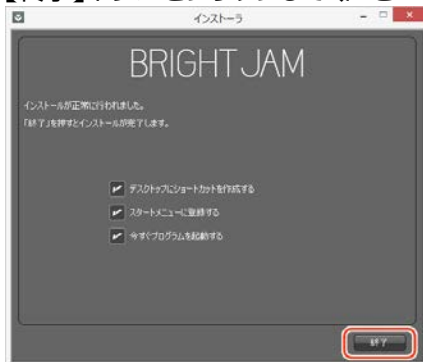 インストーラ
BRIGHT JAM
インストールが正常に行われました。
「終了」を押すとインストールが完了します。
デスクトップにショートカットを作成する
スタートメニューに登録する
今すぐプログラムを起動する
終了